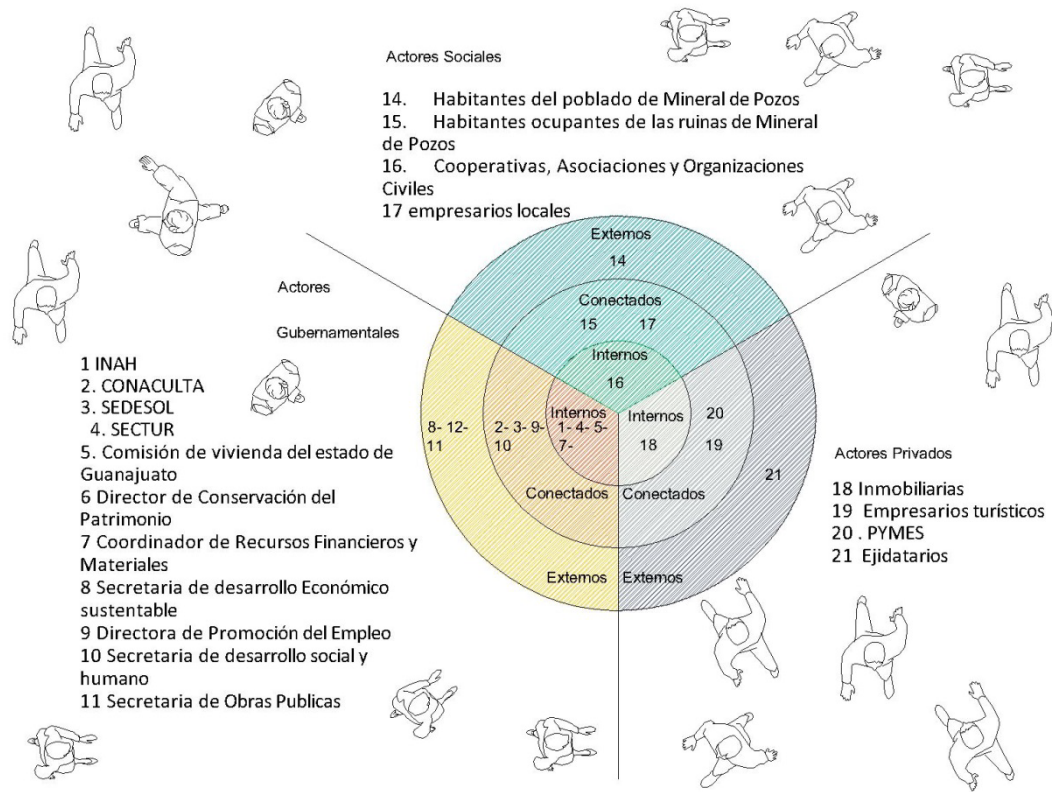 Actores Sociales
14. Habitantes del poblado de Mineral de Pozos
15. Habitantes ocupantes de las ruinas de Mineral
de Pozos
16. Cooperativas, Asociaciones y Organizaciones
Civiles
17 empresarios locales
Externos
14
Conectados
15 17
Internos
16
Actores
Gubernamentales
1 INAH
2. CONACULTA
3. SEDESOL
4. SECTUR
5. Comisión de vivienda del estado de
Guanajuato
6 Director de Conservación del
Patrimonio
7 Coordinador de Recursos Financieros y
Materiales
8 Secretaria de desarrollo Económico
sustentable
9 Directora de Promoción del Empleo
10 Secretaria de desarrollo social y
humano
11 Secretaria de Obras Publicas
Internos
1- 4- 5-
7-
2- 3- 9-
10
Conectados
8- 12-
11
Externos
Internos
18
20
19
Conectados
21
Externos
Actores Privados
18 Inmobiliarias
19 Empresarios turísticos
20 . PYMES
21 Ejidatarios